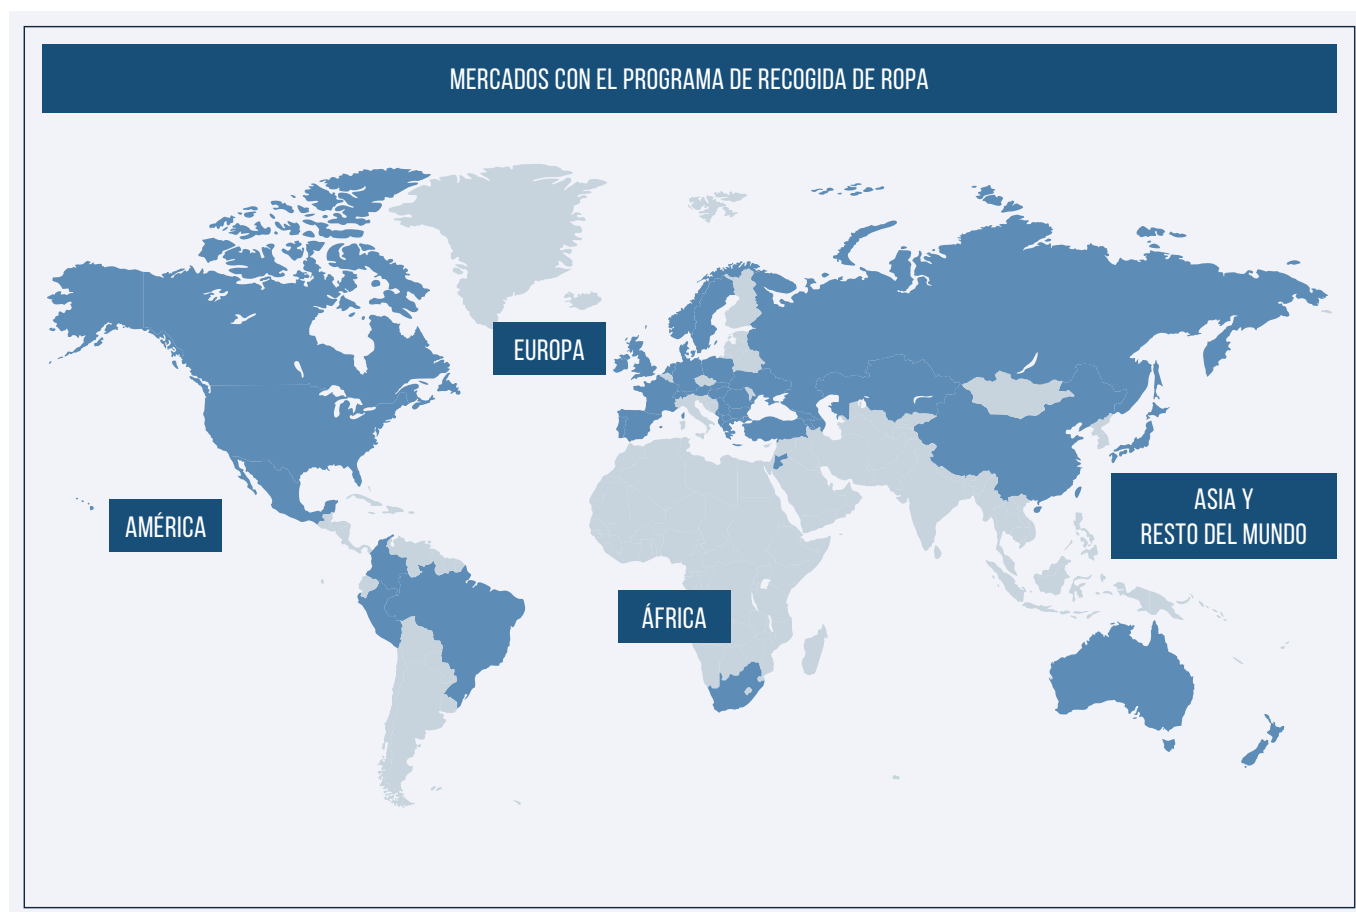 MERCADOS CON EL PROGRAMA DE RECOGIDA DE ROPA
EUROPA
AMÉRICA
ASIA Y
RESTO DEL MUNDO
ÁFRICA